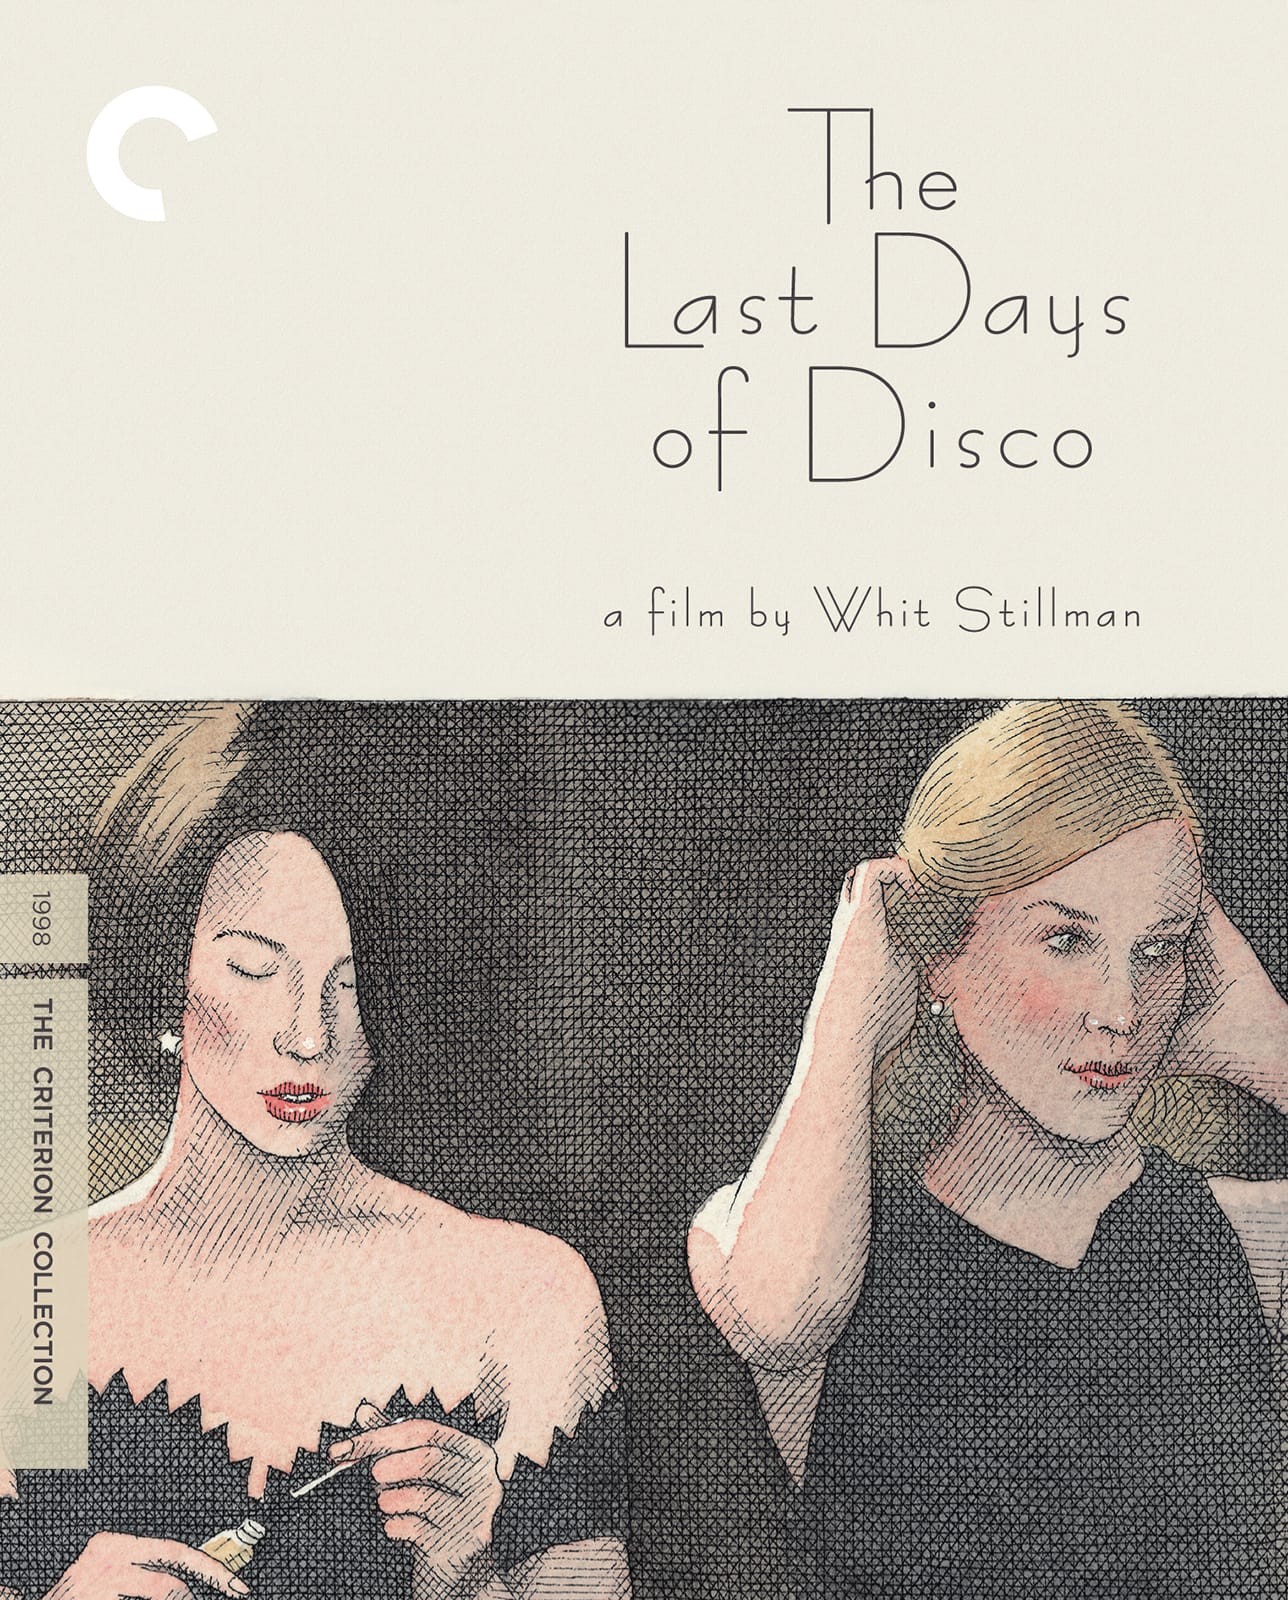 The
Last Days
of Disco
a film by Whit Stillman
1998
THE CRITERION COLLECTION